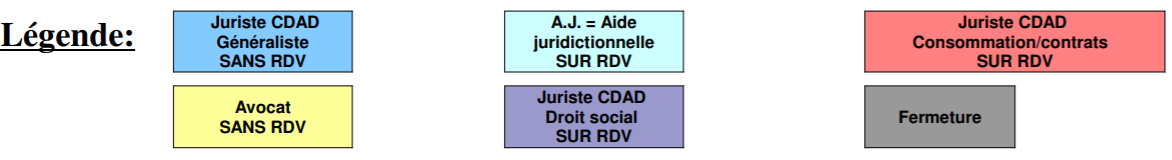 Légende:
Juriste CDAD
Généraliste
SANS RDV
A.J. = Aide
juridictionnelle
SUR RDV
Juriste CDAD
Consommation/contrats
SUR RDV
Avocat
SANS RDV
Juriste CDAD
Droit social
SUR RDV
Fermeture